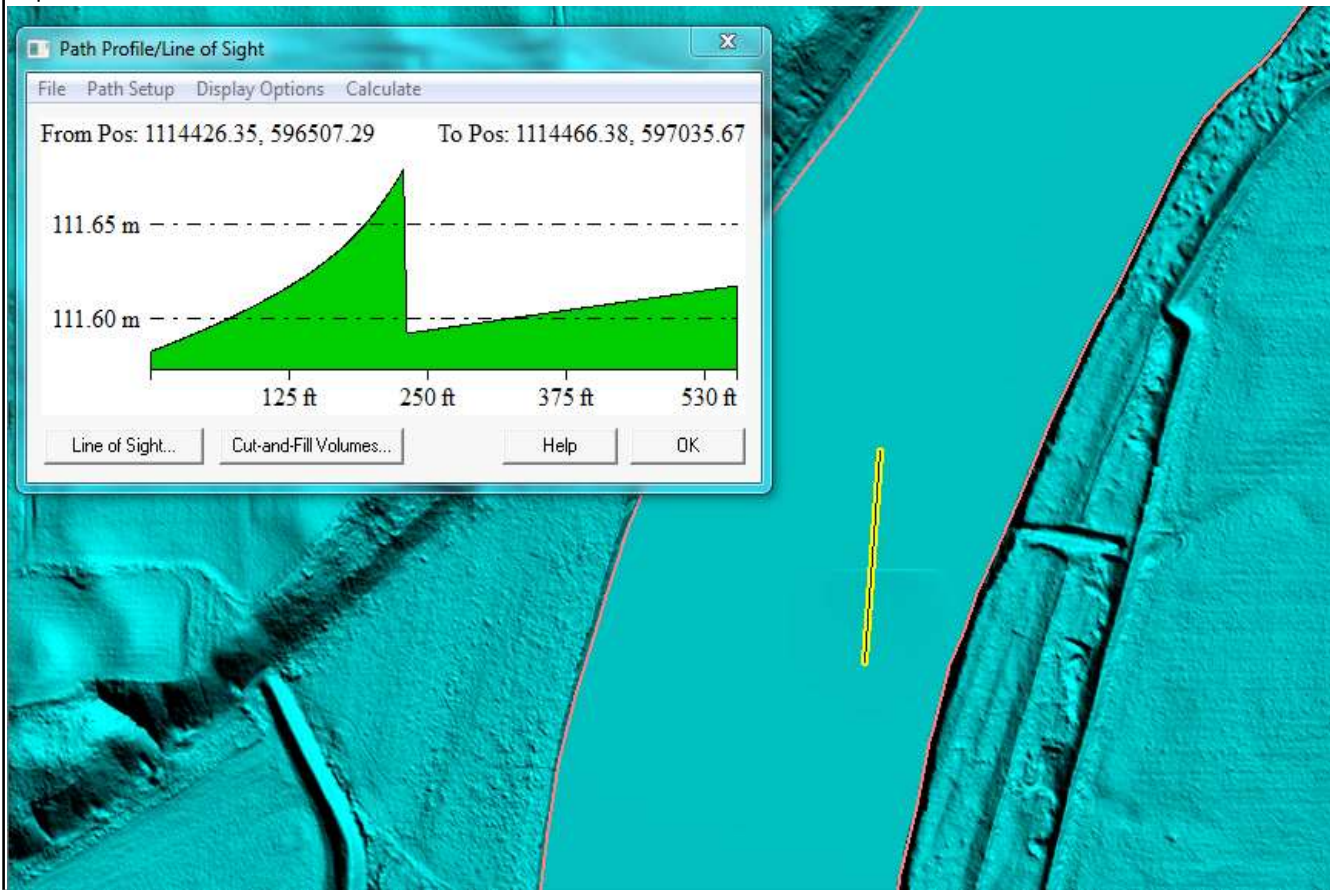 Path Profile/Line of Sight
File Path Setup Display Options Calculate
From Pos: 1114426.35, 596507.29 To Pos: 1114466.38, 597035.67
111.65 m
111.60 m
125 ft 250 ft 375 ft 530 ft
Line of Sight... Cut-and-Fill Volumes... Help OK